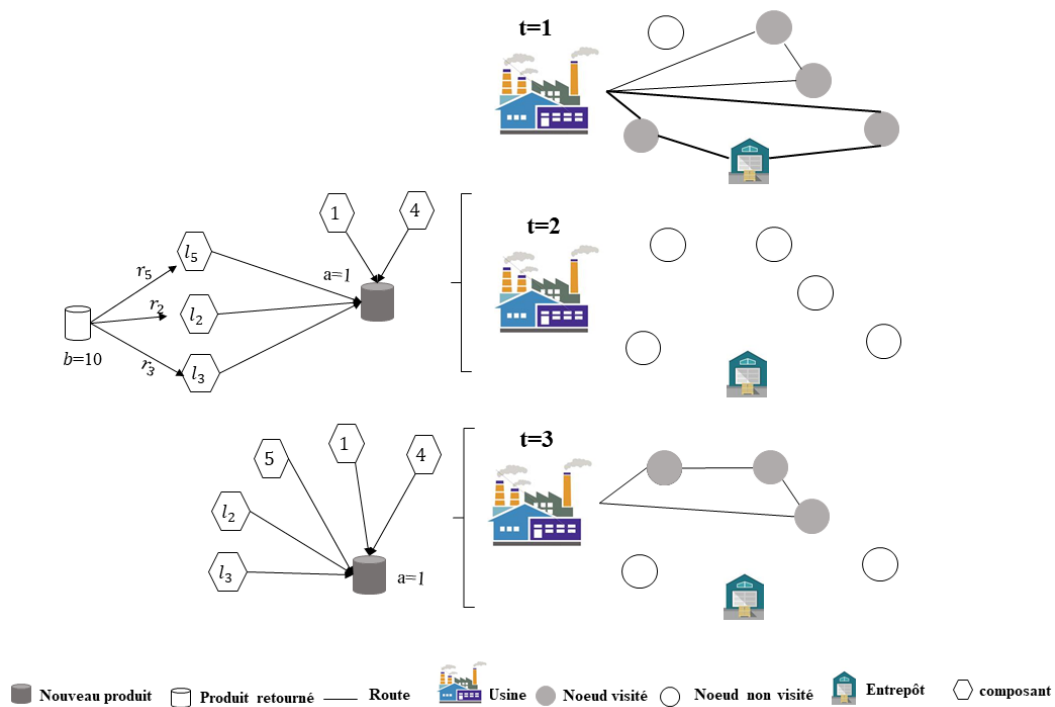 t=1
1
4
t=2
l₅
r₅
a=1
r₂
l₂
b=10
r₃
l₃
t=3
5
1
4
l₂
l₃
a=1
Nouveau produit
Produit retourné
Route
Usine
Noeud visité
Noeud non visité
Entrepôt
composant